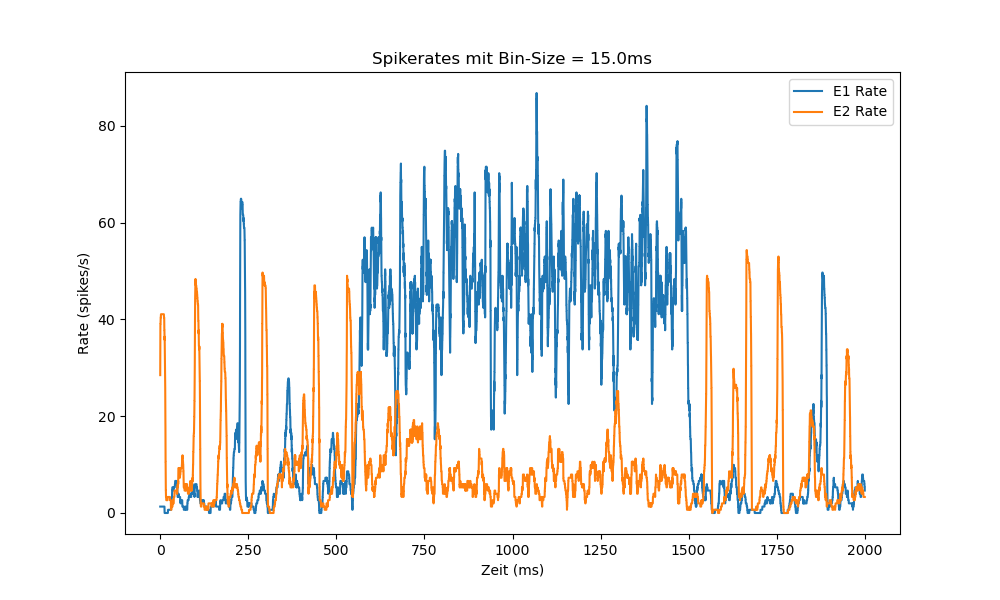 Spikerates mit Bin-Size = 15.0ms
E1 Rate
E2 Rate
Rate (spikes/s)
80
60
40
20
0
0 250 500 750 1000 1250 1500 1750 2000
Zeit (ms)